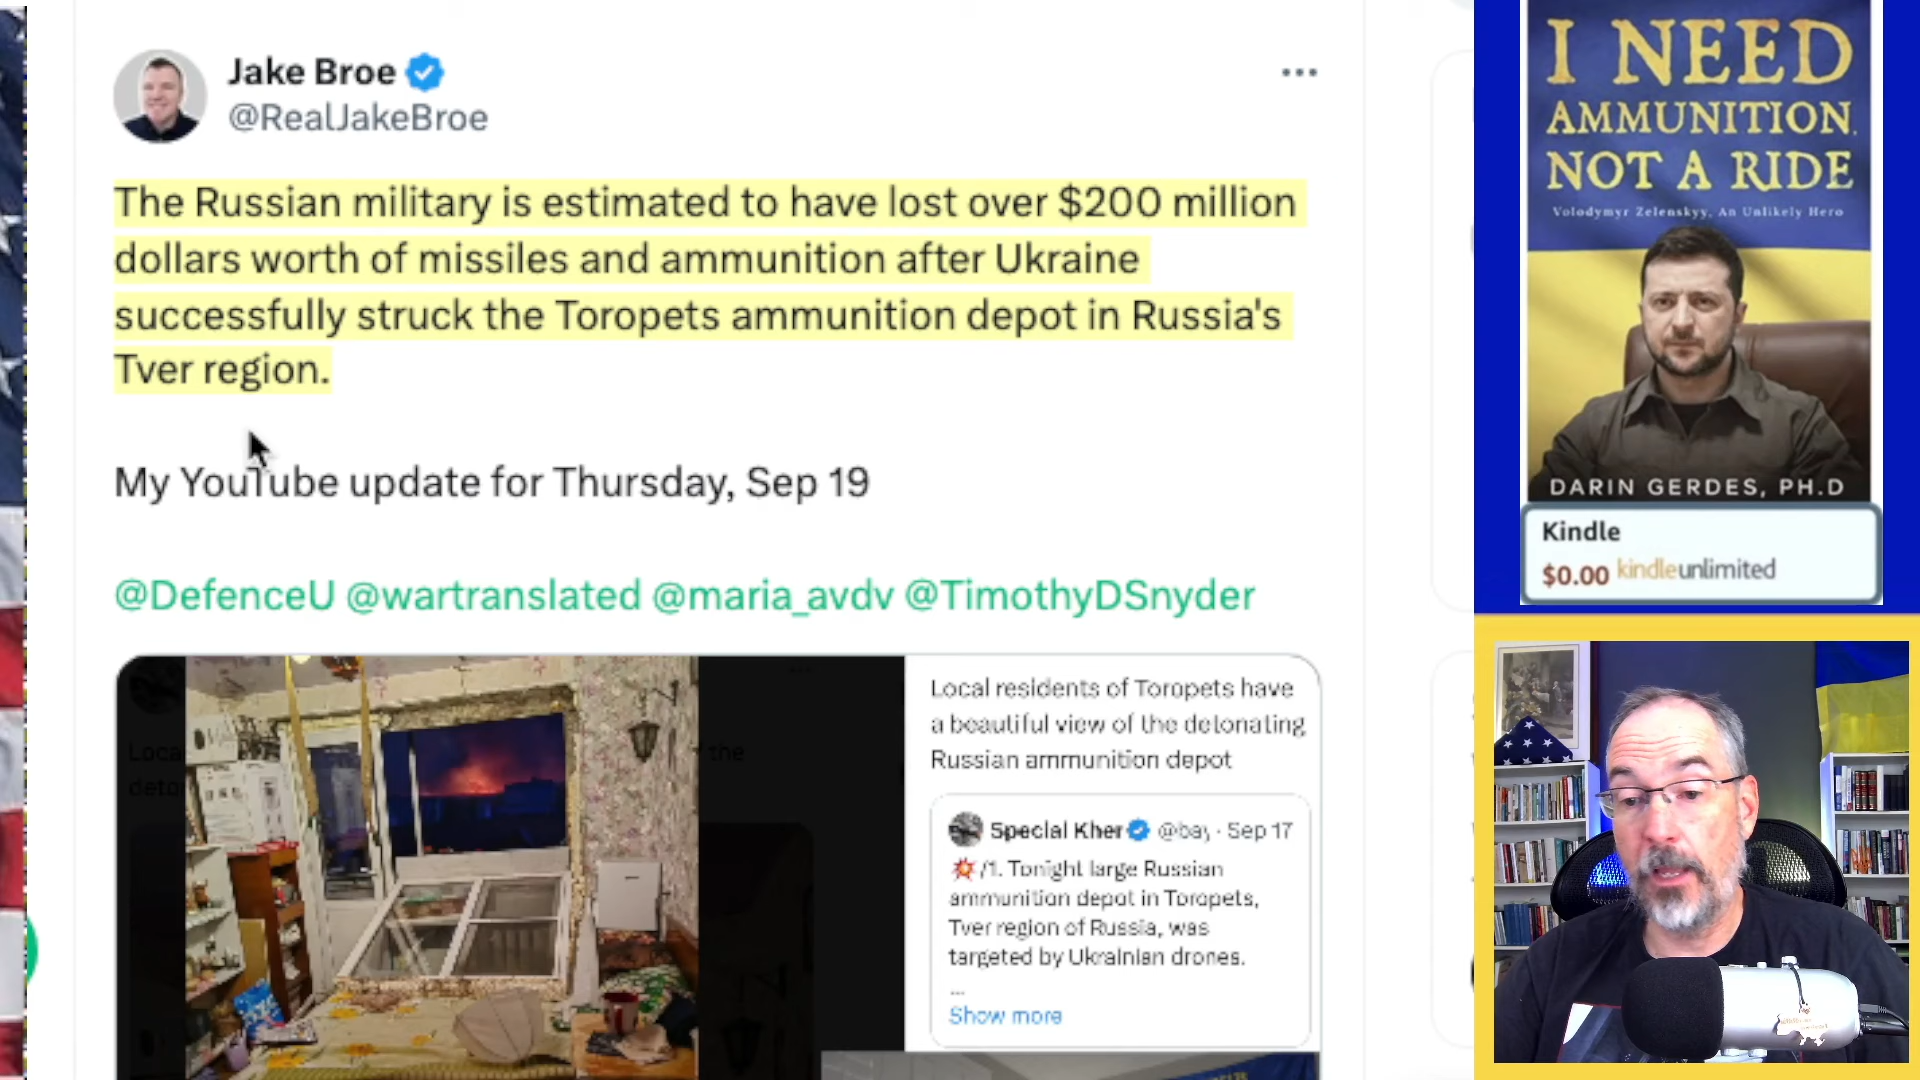 Jake Broe
@RealJakeBroe
The Russian military is estimated to have lost over $200 million
dollars worth of missiles and ammunition after Ukraine
successfully struck the Toropets ammunition depot in Russia's
Tver region.
My YouTube update for Thursday, Sep 19
@DefenceU @wartranslated @maria_avdv @TimothyDSnyder
Local residents of Toropets have
a beautiful view of the detonating
Russian ammunition depot
Special Kher @bay · Sep 17
/1. Tonight large Russian
ammunition depot in Toropets,
Tver region of Russia, was
targeted by Ukrainian drones.
...
Show more
I NEED
AMMUNITION,
NOT A RIDE
Volodymyr Zelenskyy, An Unlikely Hero
DARIN GERDES, PH.D
Kindle
$0.00 kindleunlimited